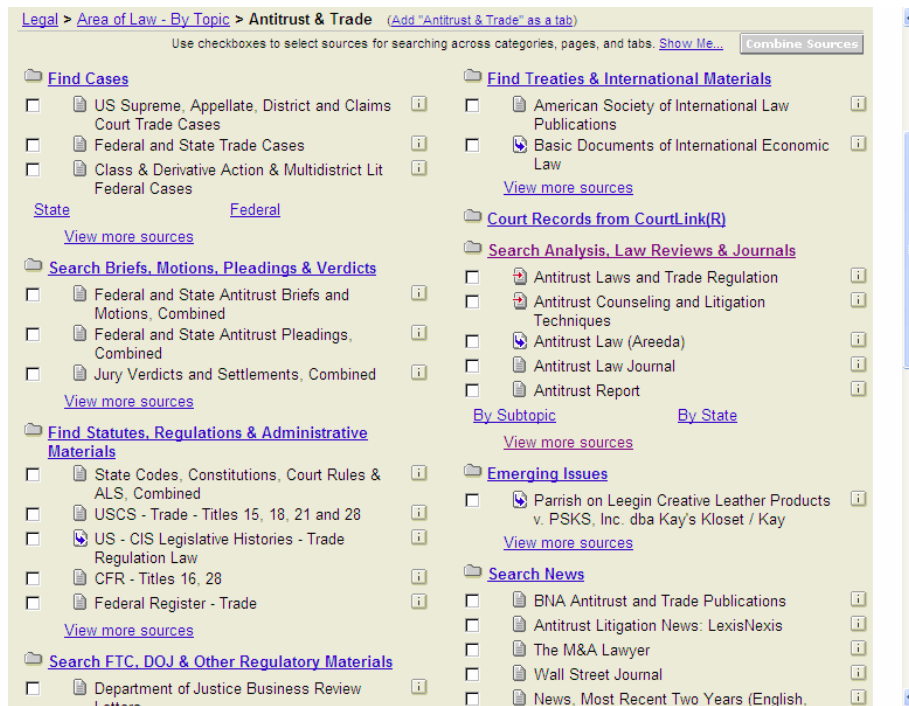 Legal > Area of Law - By Topic > Antitrust & Trade (Add "Antitrust & Trade" as a tab)
Use checkboxes to select sources for searching across categories, pages, and tabs. Show Me... Combine Sources
Find Cases
US Supreme, Appellate, District and Claims
Court Trade Cases
Federal and State Trade Cases
Class & Derivative Action & Multidistrict Lit
Federal Cases
State Federal
View more sources
Search Briefs, Motions, Pleadings & Verdicts
Federal and State Antitrust Briefs and
Motions, Combined
Federal and State Antitrust Pleadings,
Combined
Jury Verdicts and Settlements, Combined
View more sources
Find Statutes, Regulations & Administrative
Materials
State Codes, Constitutions, Court Rules &
ALS, Combined
USCS - Trade - Titles 15, 18, 21 and 28
US - CIS Legislative Histories - Trade
Regulation Law
CFR - Titles 16, 28
Federal Register - Trade
View more sources
Search FTC, DOJ & Other Regulatory Materials
Department of Justice Business Review
Letters
Find Treaties & International Materials
American Society of International Law
Publications
Basic Documents of International Economic
Law
View more sources
Court Records from CourtLink(R)
Search Analysis, Law Reviews & Journals
Antitrust Laws and Trade Regulation
Antitrust Counseling and Litigation
Techniques
Antitrust Law (Areeda)
Antitrust Law Journal
Antitrust Report
By Subtopic By State
View more sources
Emerging Issues
Parrish on Leegin Creative Leather Products
v. PSKS, Inc. dba Kay's Kloset / Kay
View more sources
Search News
BNA Antitrust and Trade Publications
Antitrust Litigation News: LexisNexis
The M&A Lawyer
Wall Street Journal
News, Most Recent Two Years (English,